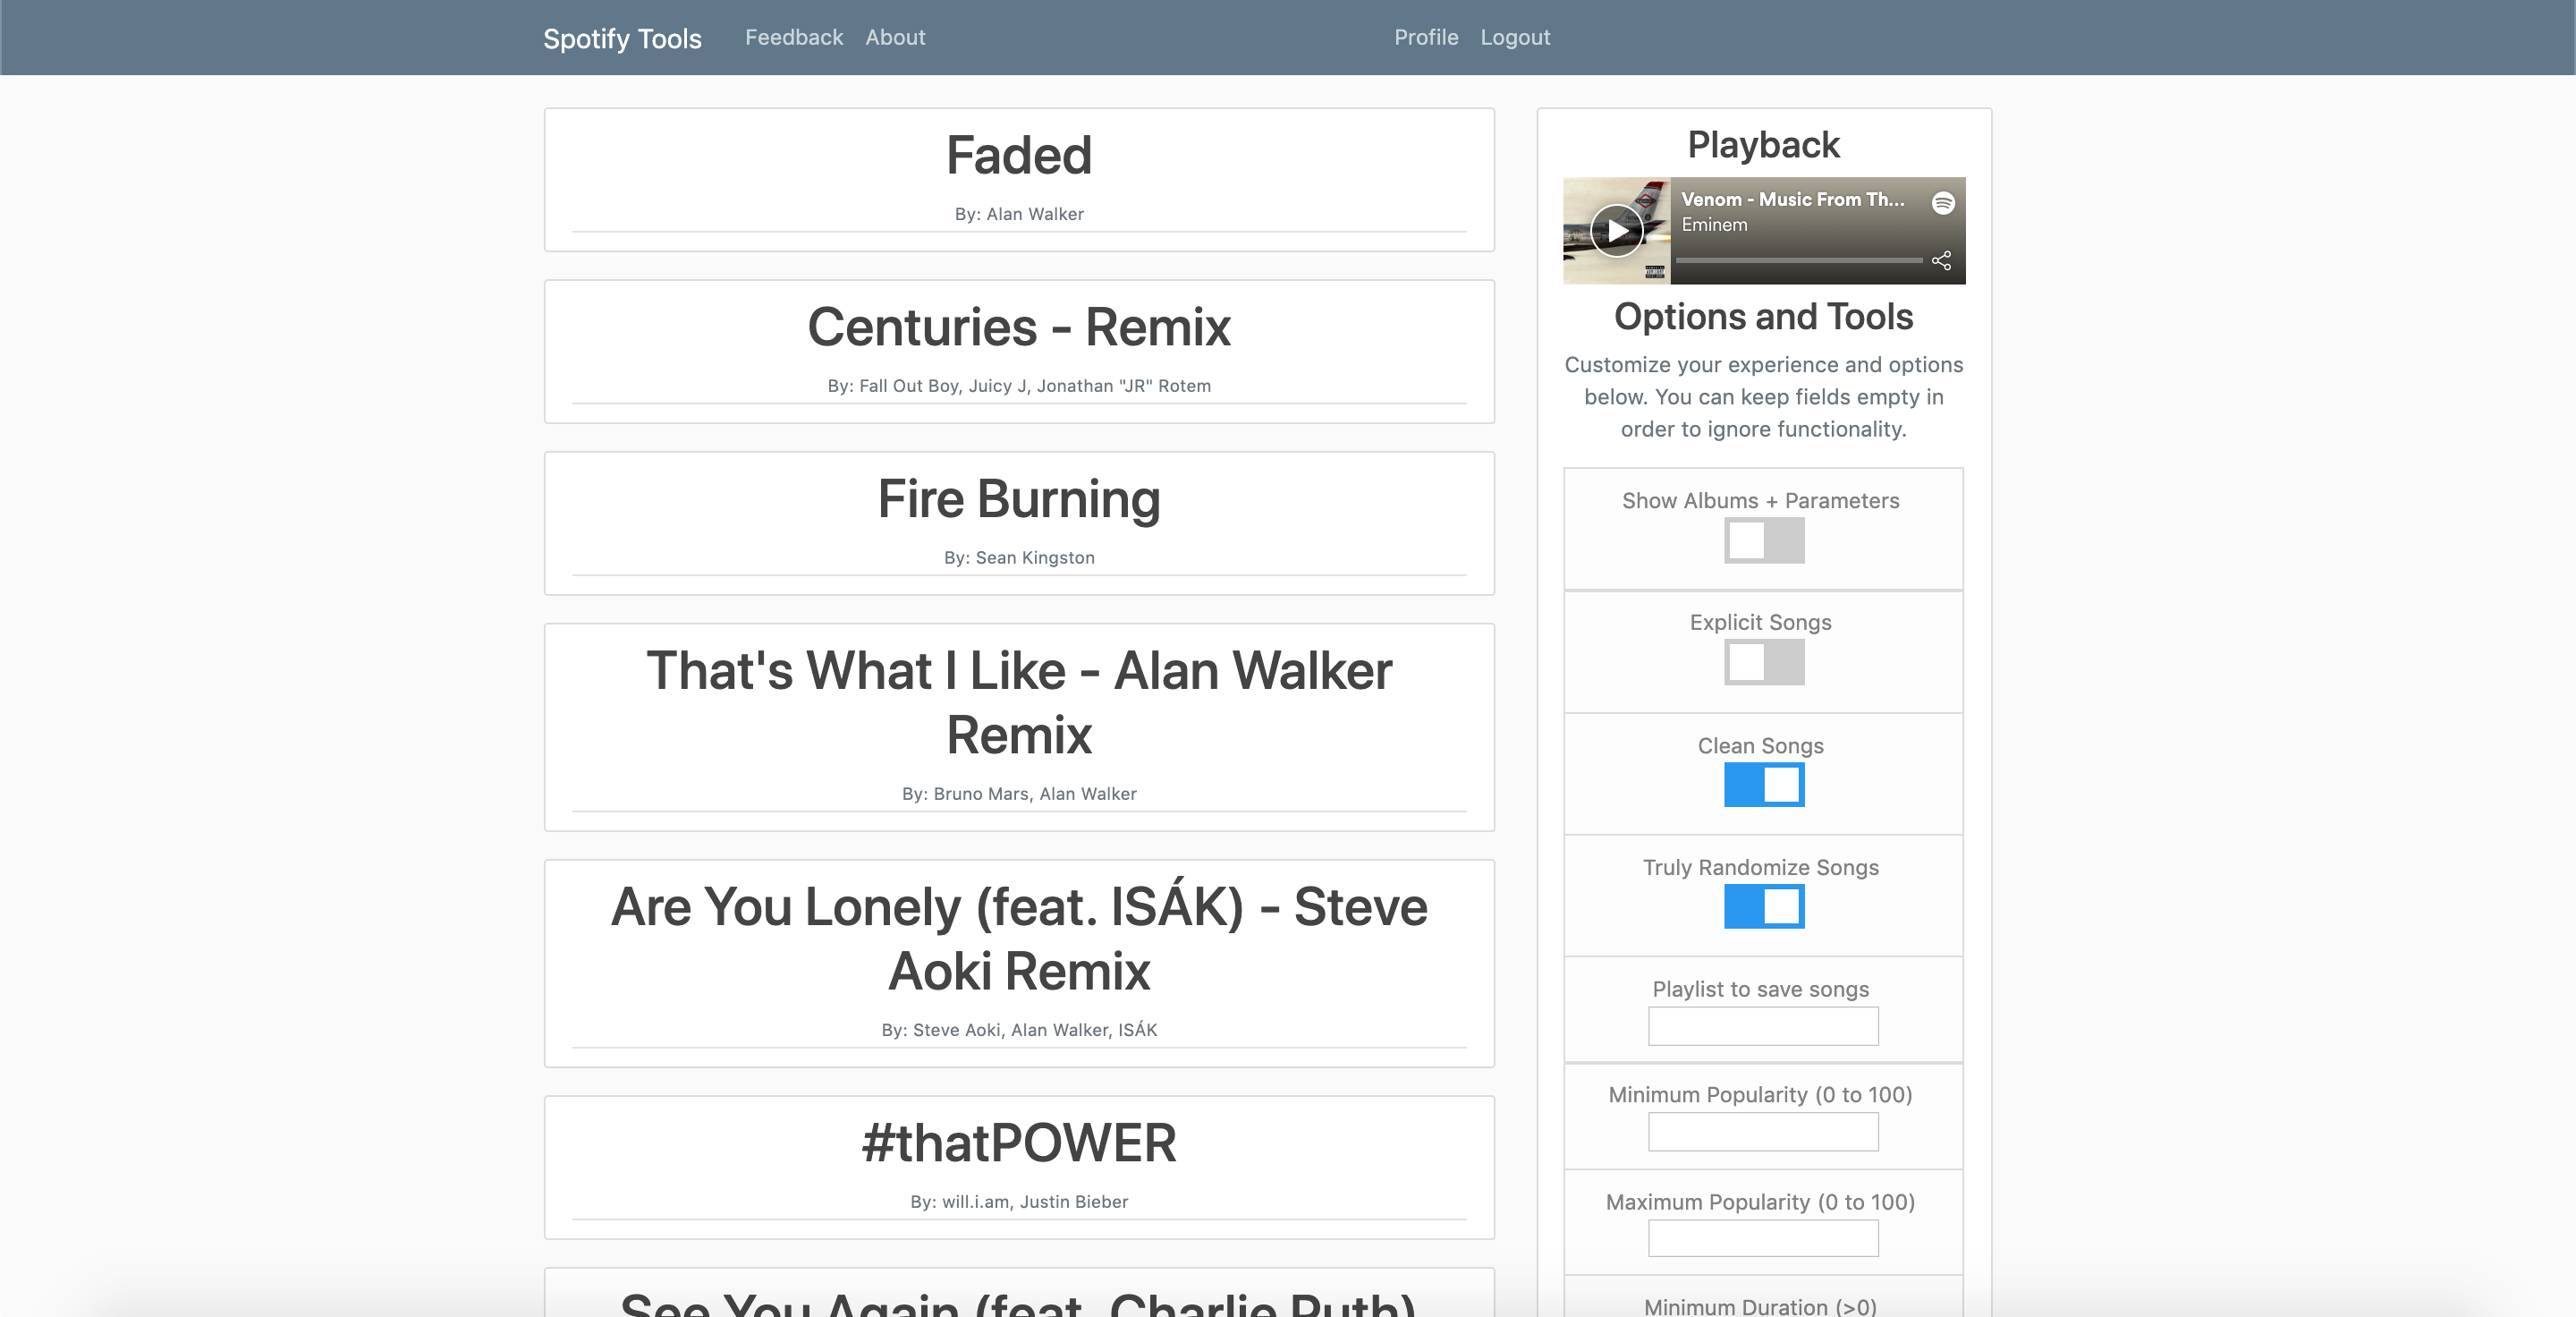 Spotify Tools
Feedback
About
Profile
Logout
Faded
By: Alan Walker
Centuries - Remix
By: Fall Out Boy, Juicy J, Jonathan "JR" Rotem
Fire Burning
By: Sean Kingston
That's What I Like - Alan Walker
Remix
By: Bruno Mars, Alan Walker
Are You Lonely (feat. ISÁK) - Steve
Aoki Remix
By: Steve Aoki, Alan Walker, ISÁK
#thatPOWER
By: will.i.am, Justin Bieber
See You Again (feat. Charlie Puth)
Playback
Venom - Music From Th...
Eminem
Options and Tools
Customize your experience and options
below. You can keep fields empty in
order to ignore functionality.
Show Albums + Parameters
Explicit Songs
Clean Songs
Truly Randomize Songs
Playlist to save songs
Minimum Popularity (0 to 100)
Maximum Popularity (0 to 100)
Minimum Duration (>0)